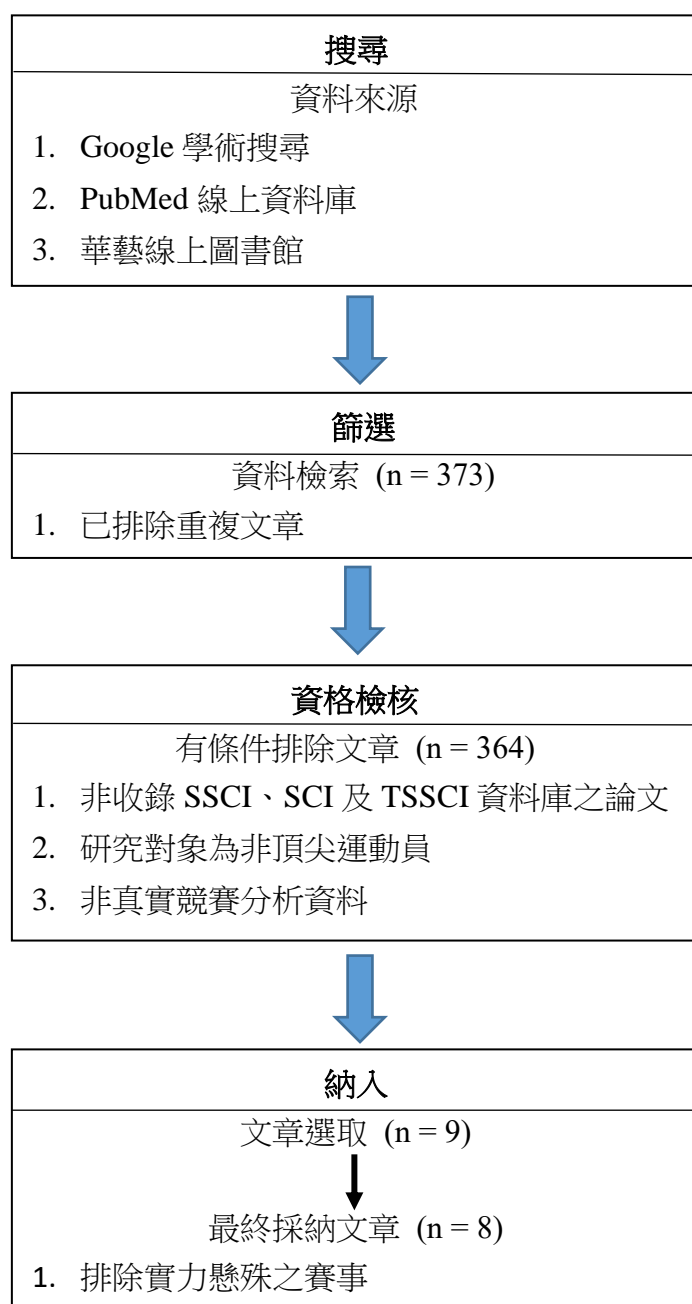 搜尋
資料來源
1. Google 學術搜尋
2. PubMed 線上資料庫
3. 華藝線上圖書館
篩選
資料檢索 (n = 373)
1. 已排除重複文章
資格檢核
有條件排除文章 (n = 364)
1. 非收錄 SSCI、SCI 及 TSSCI 資料庫之論文
2. 研究對象為非頂尖運動員
3. 非真實競賽分析資料
納入
文章選取 (n = 9)
最終採納文章 (n = 8)
1. 排除實力懸殊之賽事